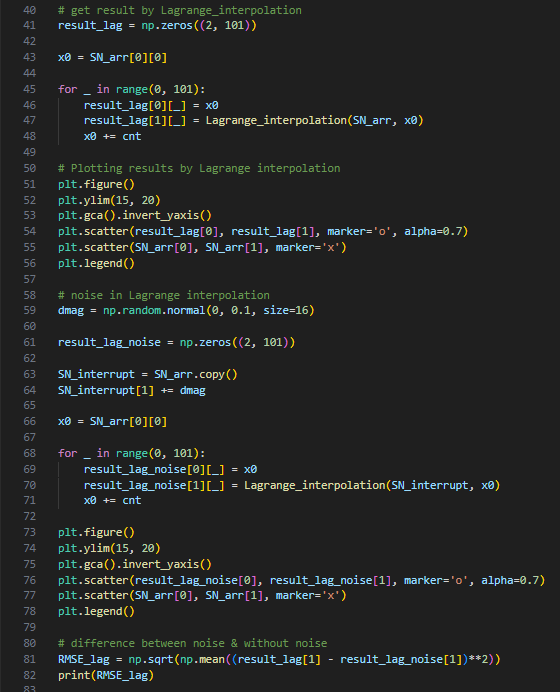 40 # get result by Lagrange_interpolation
41 result_lag = np.zeros((2, 101))
42
43 x0 = SN_arr[0][0]
44
45 for _ in range(0, 101):
46     result_lag[0][_] = x0
47     result_lag[1][_] = Lagrange_interpolation(SN_arr, x0)
48     x0 += cnt
49
50 # Plotting results by Lagrange interpolation
51 plt.figure()
52 plt.ylim(15, 20)
53 plt.gca().invert_yaxis()
54 plt.scatter(result_lag[0], result_lag[1], marker='o', alpha=0.7)
55 plt.scatter(SN_arr[0], SN_arr[1], marker='x')
56 plt.legend()
57
58 # noise in Lagrange interpolation
59 dmag = np.random.normal(0, 0.1, size=16)
60
61 result_lag_noise = np.zeros((2, 101))
62
63 SN_interrupt = SN_arr.copy()
64 SN_interrupt[1] += dmag
65
66 x0 = SN_arr[0][0]
67
68 for _ in range(0, 101):
69     result_lag_noise[0][_] = x0
70     result_lag_noise[1][_] = Lagrange_interpolation(SN_interrupt, x0)
71     x0 += cnt
72
73 plt.figure()
74 plt.ylim(15, 20)
75 plt.gca().invert_yaxis()
76 plt.scatter(result_lag_noise[0], result_lag_noise[1], marker='o', alpha=0.7)
77 plt.scatter(SN_arr[0], SN_arr[1], marker='x')
78 plt.legend()
79
80 # difference between noise & without noise
81 RMSE_lag = np.sqrt(np.mean((result_lag[1] - result_lag_noise[1])**2))
82 print(RMSE_lag)
83